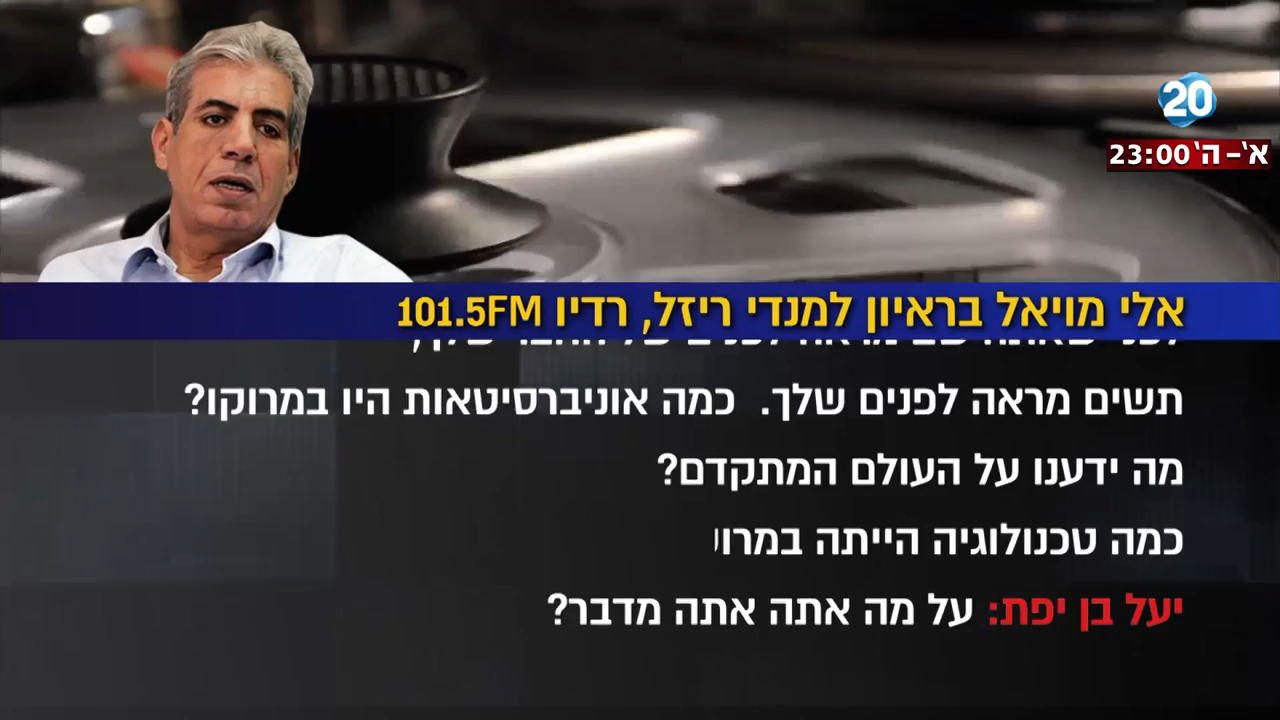 20
א'-ה' 23:00
אלי מויאל בראיון למנדי ריזל, רדיו 101.5FM
תשים מראה לפנים שלך. כמה אוניברסיטאות היו במרוקו?
מה ידענו על העולם המתקדם?
כמה טכנולוגיה הייתה
יעל בן יפת: על מה אתה אתה מדבר?